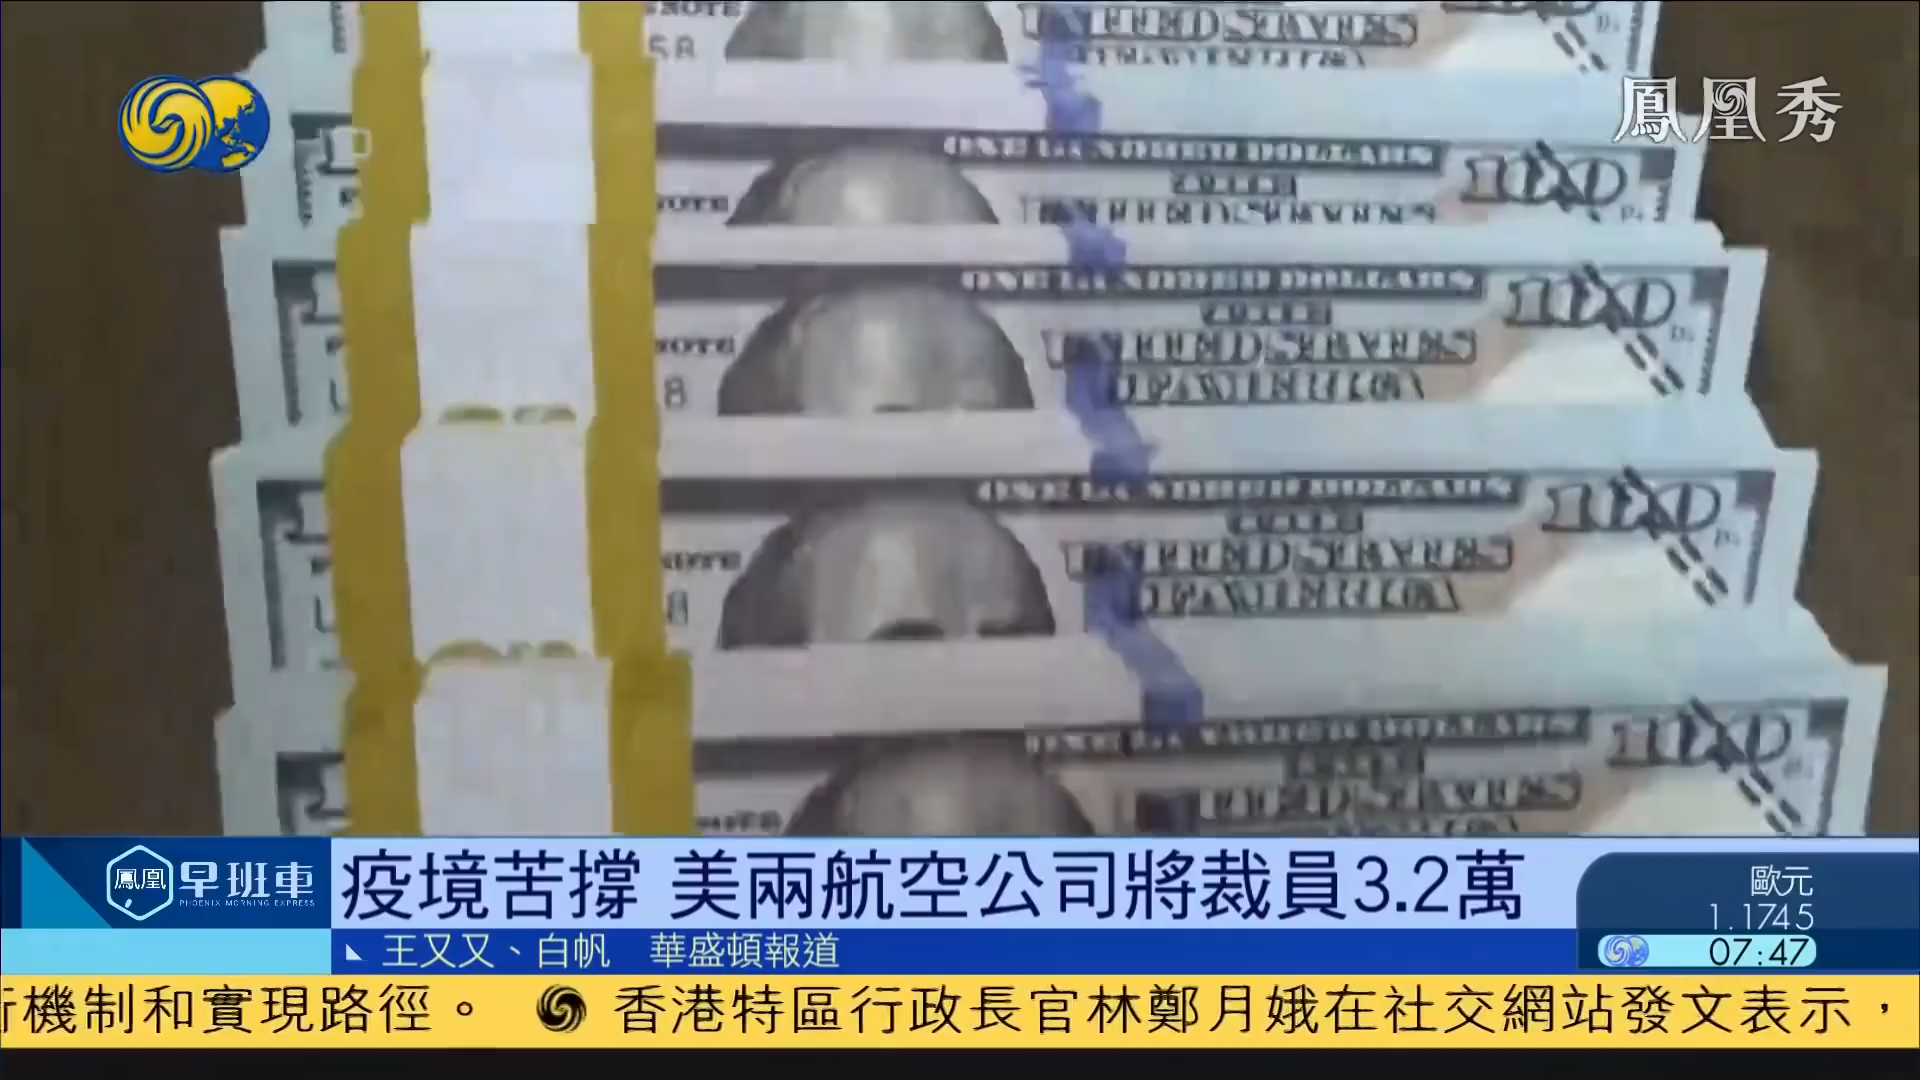 鳳凰秀
ONE HUNDRED DOLLARS
UNITED STATES
100
NOTE
鳳凰 早班車
PHOENIX MORNING EXPRESS
疫境苦撐 美兩航空公司將裁員3.2萬
王又又、白帆 華盛頓報道
歐元
1.1745
07:47
機制和實現路徑。 香港特區行政長官林鄭月娥在社交網站發文表示，